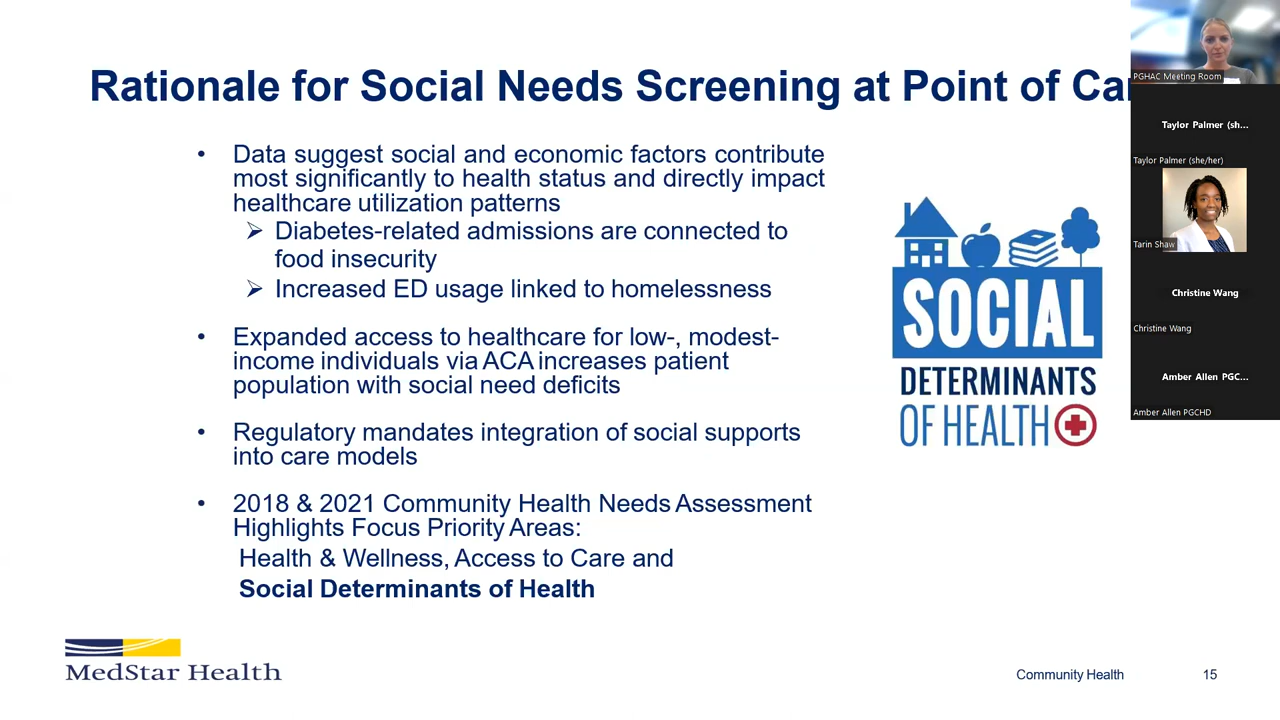 Rationale for Social Needs Screening at Point of Ca
• Data suggest social and economic factors contribute
most significantly to health status and directly impact
healthcare utilization patterns
➢ Diabetes-related admissions are connected to
food insecurity
➢ Increased ED usage linked to homelessness
• Expanded access to healthcare for low-, modest-
income individuals via ACA increases patient
population with social need deficits
• Regulatory mandates integration of social supports
into care models
• 2018 & 2021 Community Health Needs Assessment
Highlights Focus Priority Areas:
Health & Wellness, Access to Care and
Social Determinants of Health
SOCIAL
DETERMINANTS
OF HEALTH
PGHAC Meeting Room
Taylor Palmer (sh...
Taylor Palmer (she/her)
Tarin Shaw
Christine Wang
Christine Wang
Amber Allen PGC...
Amber Allen PGCHD
MedStar Health
Community Health
15